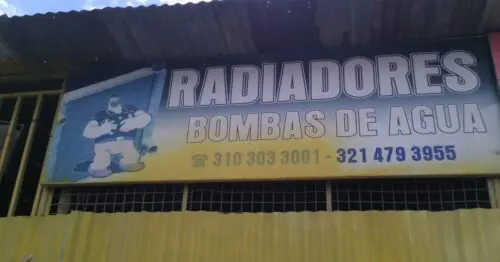 RADIADORES
BOMBAS DE AGUA
☎ 310 303 3001 - 321 479 3955